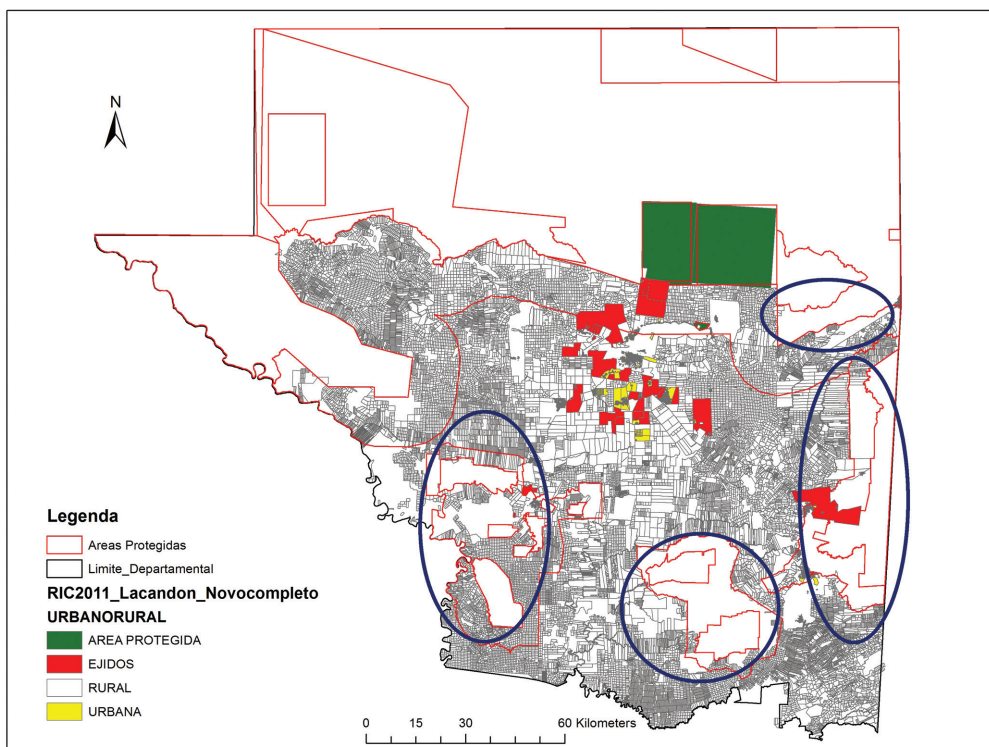 N
Legenda
Areas Protegidas
Limite_Departamental
RIC2011_Lacandon_Novocompleto
URBANORURAL
AREA PROTEGIDA
EJIDOS
RURAL
URBANA
0 15 30 60 Kilometers